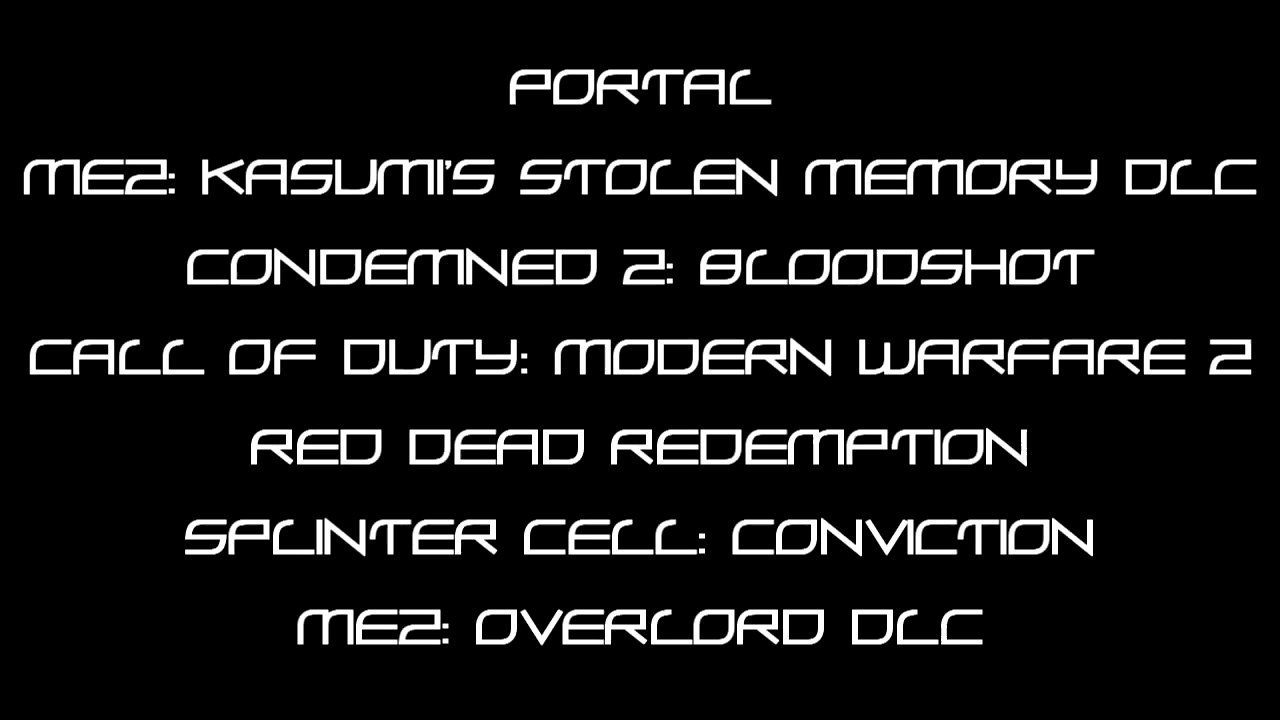 PORTAL
ME2: KASUMI'S STOLEN MEMORY DLC
CONDEMNED 2: BLOODSHOT
CALL OF DUTY: MODERN WARFARE 2
RED DEAD REDEMPTION
SPLINTER CELL: CONVICTION
ME2: OVERLORD DLC